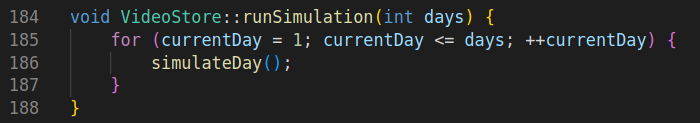 184 void VideoStore::runSimulation(int days) {
185     for (currentDay = 1; currentDay <= days; ++currentDay) {
186         simulateDay();
187     }
188 }